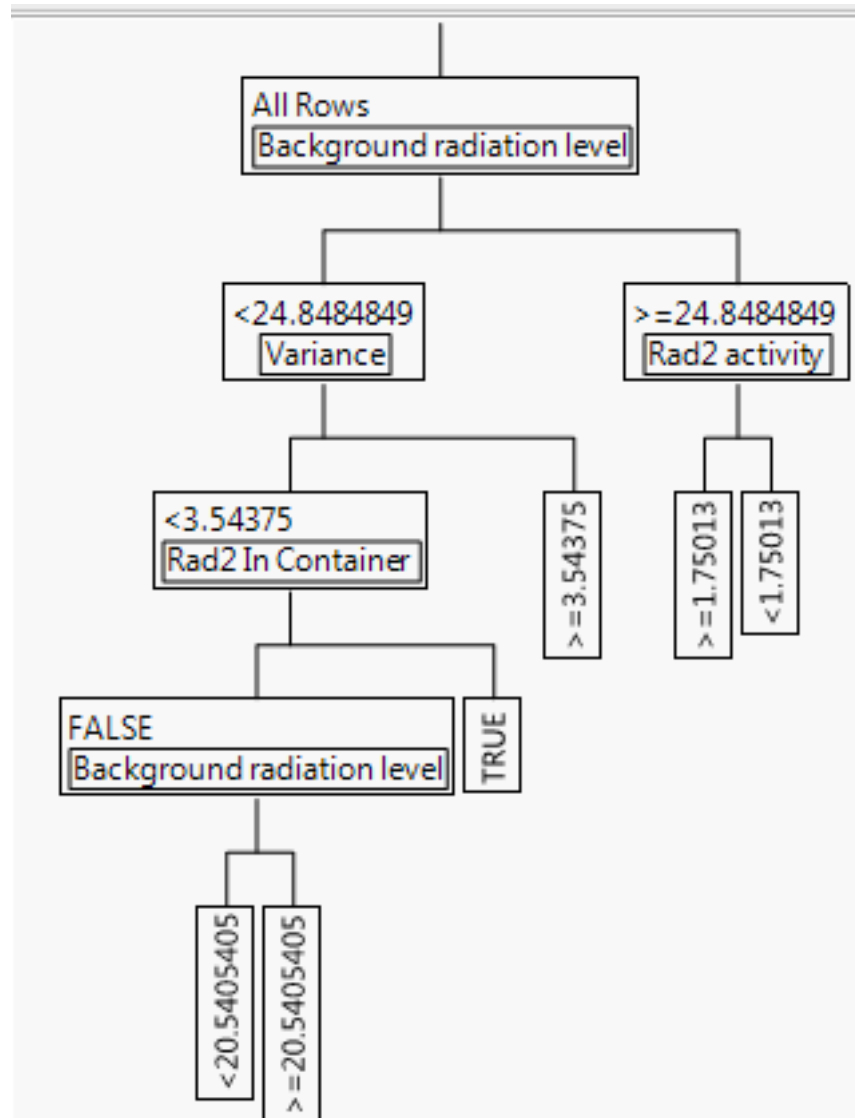 All Rows
Background radiation level
<24.8484849
Variance
>=24.8484849
Rad2 activity
<3.54375
Rad2 In Container
>=3.54375
>=1.75013
<1.75013
FALSE
Background radiation level
TRUE
<20.5405405
>=20.5405405